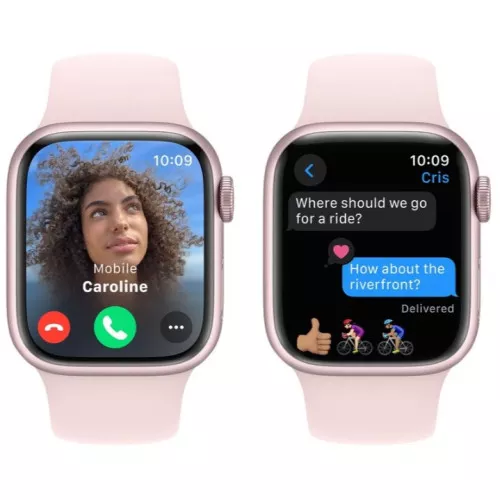 10:09
Mobile
Caroline
10:09
Cris
Where should we go
for a ride?
How about the
riverfront?
Delivered